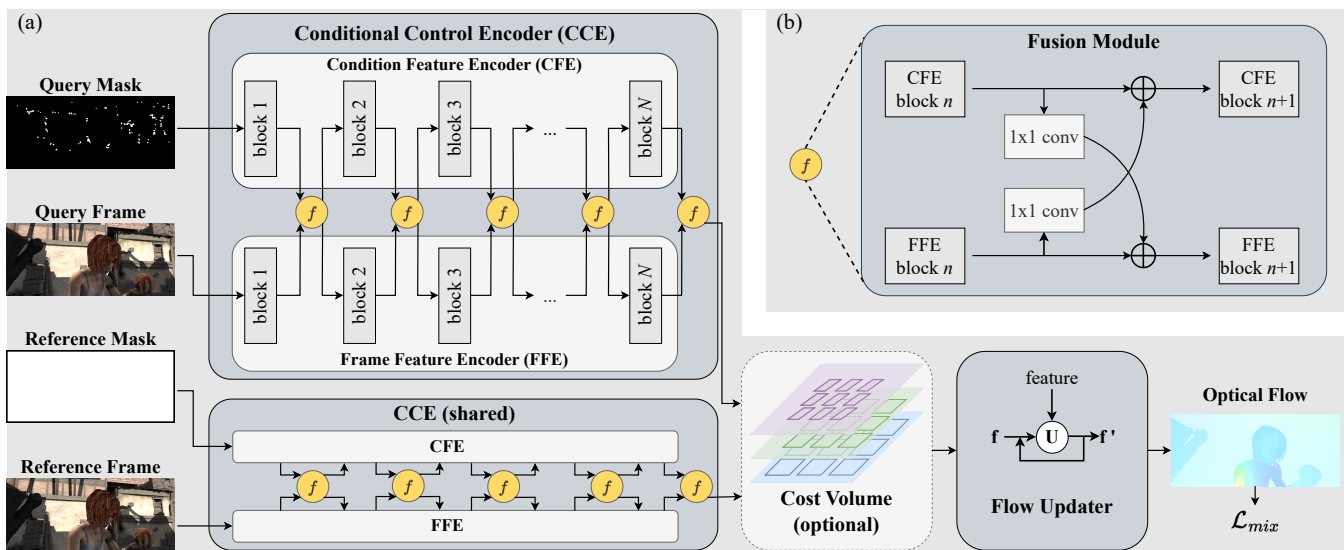 (a)
Conditional Control Encoder (CCE)
Condition Feature Encoder (CFE)
Query Mask
block 1
block 2
block 3
...
block N
f
f
f
f
f
Query Frame
block 1
block 2
block 3
...
block N
Frame Feature Encoder (FFE)
Reference Mask
CCE (shared)
CFE
Reference Frame
f
f
f
f
f
FFE
(b)
Fusion Module
CFE
block n
CFE
block n+1
1x1 conv
f
1x1 conv
FFE
block n
FFE
block n+1
Cost Volume
(optional)
feature
f
U
f '
Flow Updater
Optical Flow
ℒmix